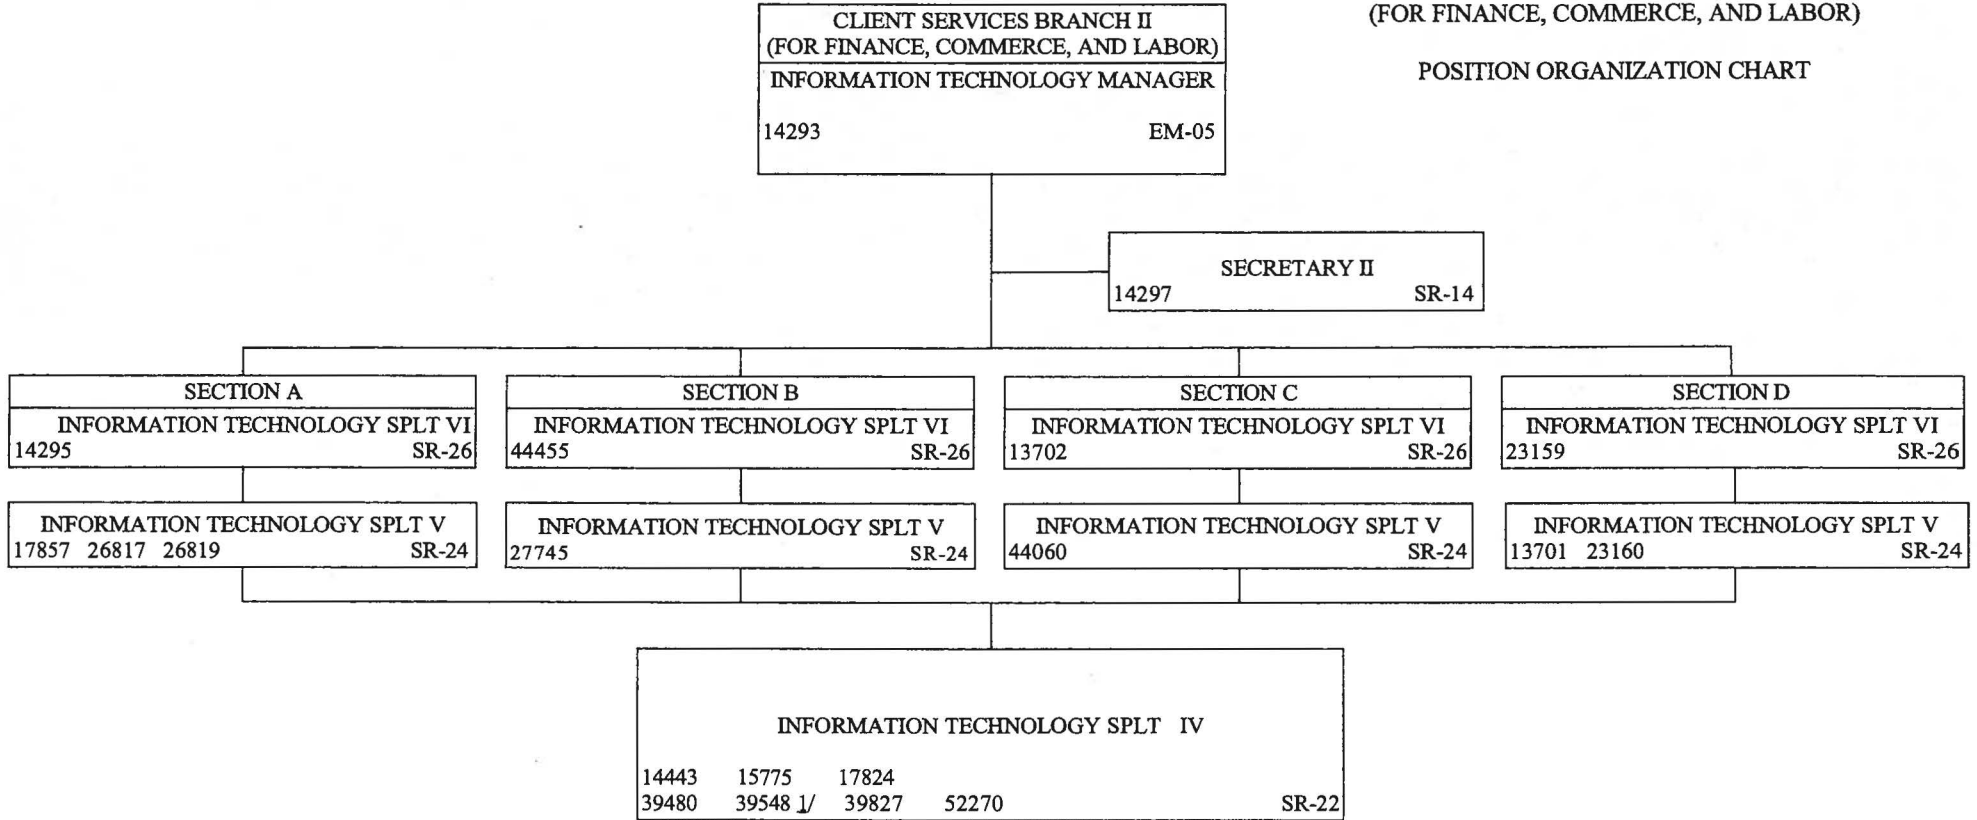 (FOR FINANCE, COMMERCE, AND LABOR)
POSITION ORGANIZATION CHART
CLIENT SERVICES BRANCH II
(FOR FINANCE, COMMERCE, AND LABOR)
INFORMATION TECHNOLOGY MANAGER
14293 EM-05
SECRETARY II
14297 SR-14
SECTION A
INFORMATION TECHNOLOGY SPLT VI
14295 SR-26
SECTION B
INFORMATION TECHNOLOGY SPLT VI
44455 SR-26
SECTION C
INFORMATION TECHNOLOGY SPLT VI
13702 SR-26
SECTION D
INFORMATION TECHNOLOGY SPLT VI
23159 SR-26
INFORMATION TECHNOLOGY SPLT V
17857 26817 26819 SR-24
INFORMATION TECHNOLOGY SPLT V
27745 SR-24
INFORMATION TECHNOLOGY SPLT V
44060 SR-24
INFORMATION TECHNOLOGY SPLT V
13701 23160 SR-24
INFORMATION TECHNOLOGY SPLT IV
14443 15775 17824
39480 39548 1/ 39827 52270 SR-22